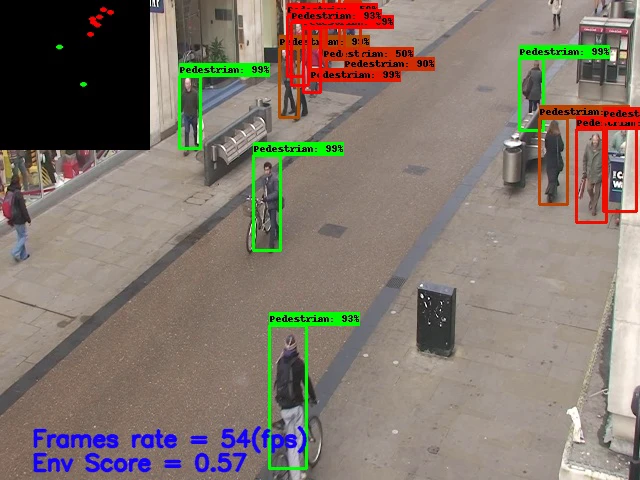 Pedestrian: 93%
Pedestrian: 99%
Pedestrian: 50%
Pedestrian: 90%
Pedestrian: 99%
Pedestrian: 99%
Pedestrian: 99%
Pedestrian:
Pedestrian: 93%
Frames rate = 54(fps)
Env Score = 0.57